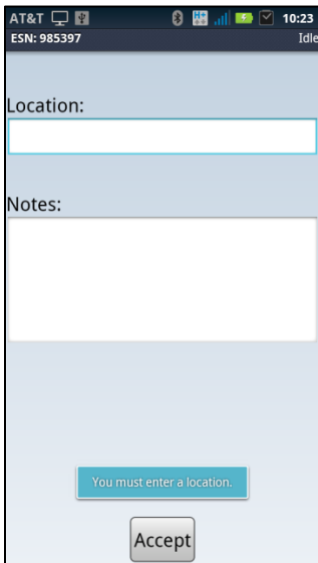 AT&T 10:23
ESN: 985397 Idle
Location:
Notes:
You must enter a location.
Accept